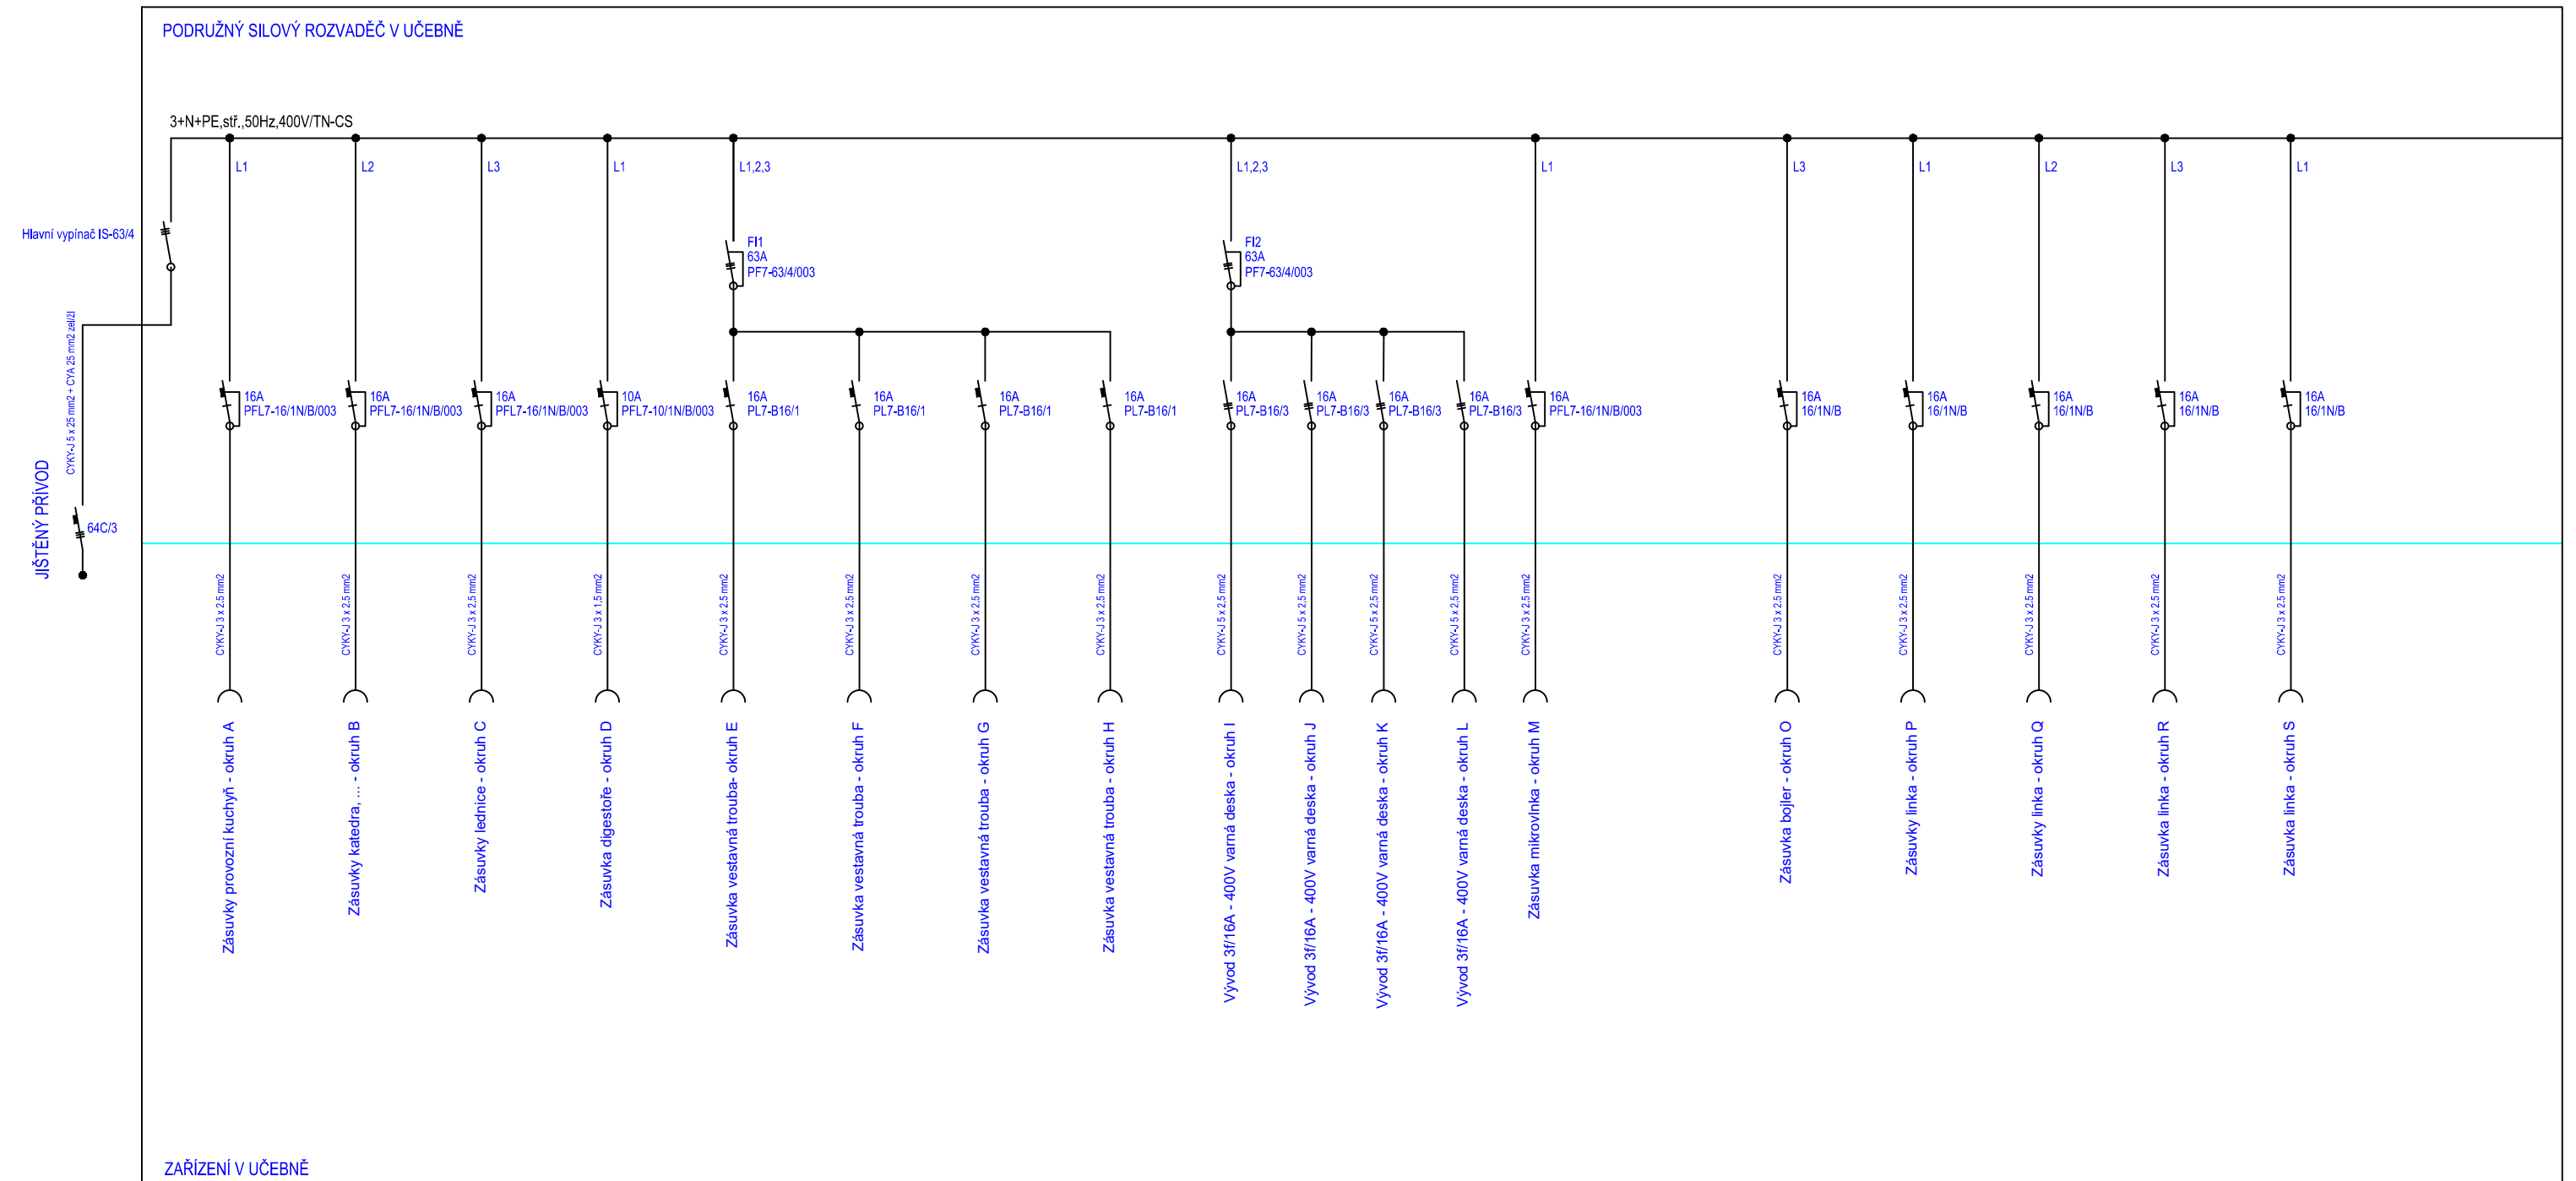 PODRUŽNÝ SILOVÝ ROZVADĚČ V UČEBNĚ
3+N+PE,stř.,50Hz,400V/TN-CS
L1
L2
L3
L1
L1,2,3
L1,2,3
L1
L3
L1
L2
L3
L1
Hlavní vypínač IS-63/4
FI1
63A
PF7-63/4/003
FI2
63A
PF7-63/4/003
CYKY-J 5 x 25 mm2 + CYA 25 mm2 zel/žl
JIŠTĚNÝ PŘÍVOD
64C/3
16A
PFL7-16/1N/B/003
16A
PFL7-16/1N/B/003
16A
PFL7-16/1N/B/003
10A
PFL7-10/1N/B/003
16A
PL7-B16/1
16A
PL7-B16/1
16A
PL7-B16/1
16A
PL7-B16/1
16A
PL7-B16/3
16A
PL7-B16/3
16A
PL7-B16/3
16A
PL7-B16/3
16A
PFL7-16/1N/B/003
16A
16/1N/B
16A
16/1N/B
16A
16/1N/B
16A
16/1N/B
16A
16/1N/B
CYKY-J 3 x 2.5 mm2
CYKY-J 3 x 2.5 mm2
CYKY-J 3 x 2,5 mm2
CYKY-J 3 x 1,5 mm2
CYKY-J 3 x 2.5 mm2
CYKY-J 3 x 2.5 mm2
CYKY-J 3 x 2.5 mm2
CYKY-J 3 x 2.5 mm2
CYKY-J 5 x 2,5 mm2
CYKY-J 5 x 2,5 mm2
CYKY-J 5 x 2,5 mm2
CYKY-J 5 x 2,5 mm2
CYKY-J 3 x 2.5 mm2
CYKY-J 3 x 2.5 mm2
CYKY-J 3 x 2.5 mm2
CYKY-J 3 x 2.5 mm2
CYKY-J 3 x 2.5 mm2
CYKY-J 3 x 2.5 mm2
Zásuvky provozní kuchyň - okruh A
Zásuvky katedra, ... - okruh B
Zásuvky lednice - okruh C
Zásuvka digestoře - okruh D
Zásuvka vestavná trouba- okruh E
Zásuvka vestavná trouba - okruh F
Zásuvka vestavná trouba - okruh G
Zásuvka vestavná trouba - okruh H
Vývod 3f/16A - 400V varná deska - okruh I
Vývod 3f/16A - 400V varná deska - okruh J
Vývod 3f/16A - 400V varná deska - okruh K
Vývod 3f/16A - 400V varná deska - okruh L
Zásuvka mikrovlnka - okruh M
Zásuvka bojler - okruh O
Zásuvky linka - okruh P
Zásuvky linka - okruh Q
Zásuvka linka - okruh R
Zásuvka linka - okruh S
ZAŘÍZENÍ V UČEBNĚ